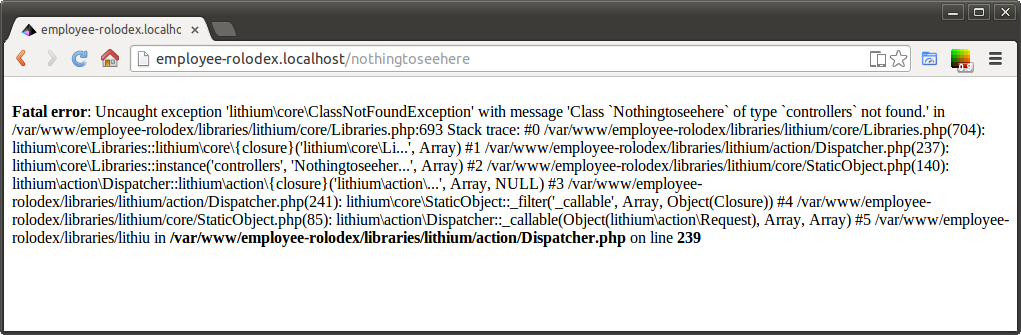 employee-rolodex.localho
employee-rolodex.localhost/nothingtoseehere
0.9
Fatal error: Uncaught exception 'lithium\core\ClassNotFoundException' with message 'Class `Nothingtoseehere` of type `controllers` not found.' in
/var/www/employee-rolodex/libraries/lithium/core/Libraries.php:693 Stack trace: #0 /var/www/employee-rolodex/libraries/lithium/core/Libraries.php(704):
lithium\core\Libraries::lithium\core\{closure}('lithium\core\Li...', Array) #1 /var/www/employee-rolodex/libraries/lithium/action/Dispatcher.php(237):
lithium\core\Libraries::instance('controllers', 'Nothingtoseeher...', Array) #2 /var/www/employee-rolodex/libraries/lithium/core/StaticObject.php(140):
lithium\action\Dispatcher::lithium\action\{closure}('lithium\action\...', Array, NULL) #3 /var/www/employee-
rolodex/libraries/lithium/action/Dispatcher.php(241): lithium\core\StaticObject::_filter('_callable', Array, Object(Closure)) #4 /var/www/employee-
rolodex/libraries/lithium/core/StaticObject.php(85): lithium\action\Dispatcher::_callable(Object(lithium\action\Request), Array, Array) #5 /var/www/employee-
rolodex/libraries/lithiu in /var/www/employee-rolodex/libraries/lithium/action/Dispatcher.php on line 239